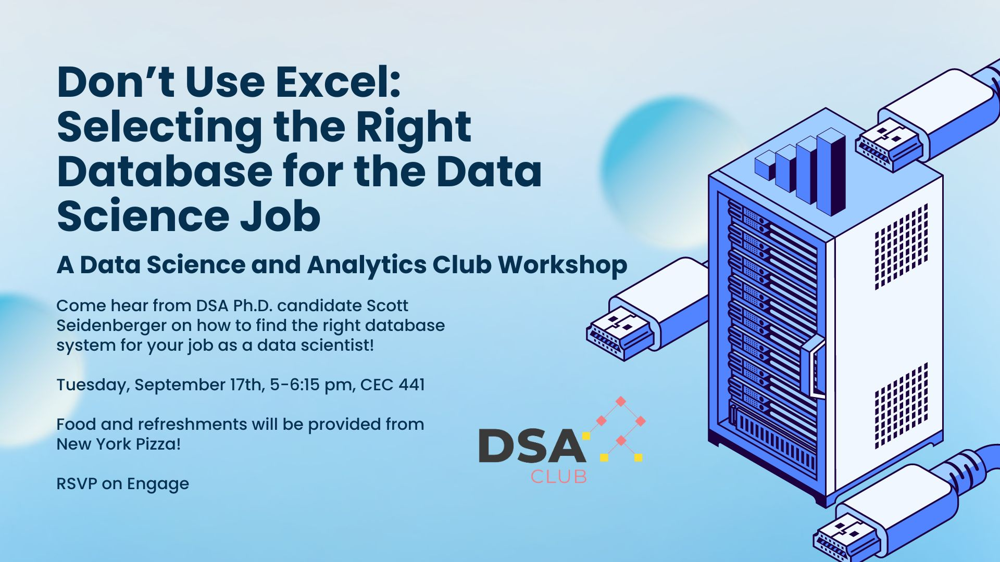 Don’t Use Excel:
Selecting the Right
Database for the Data
Science Job
A Data Science and Analytics Club Workshop
Come hear from DSA Ph.D. candidate Scott
Seidenberger on how to find the right database
system for your job as a data scientist!
Tuesday, September 17th, 5-6:15 pm, CEC 441
Food and refreshments will be provided from
New York Pizza!
RSVP on Engage
DSA
CLUB